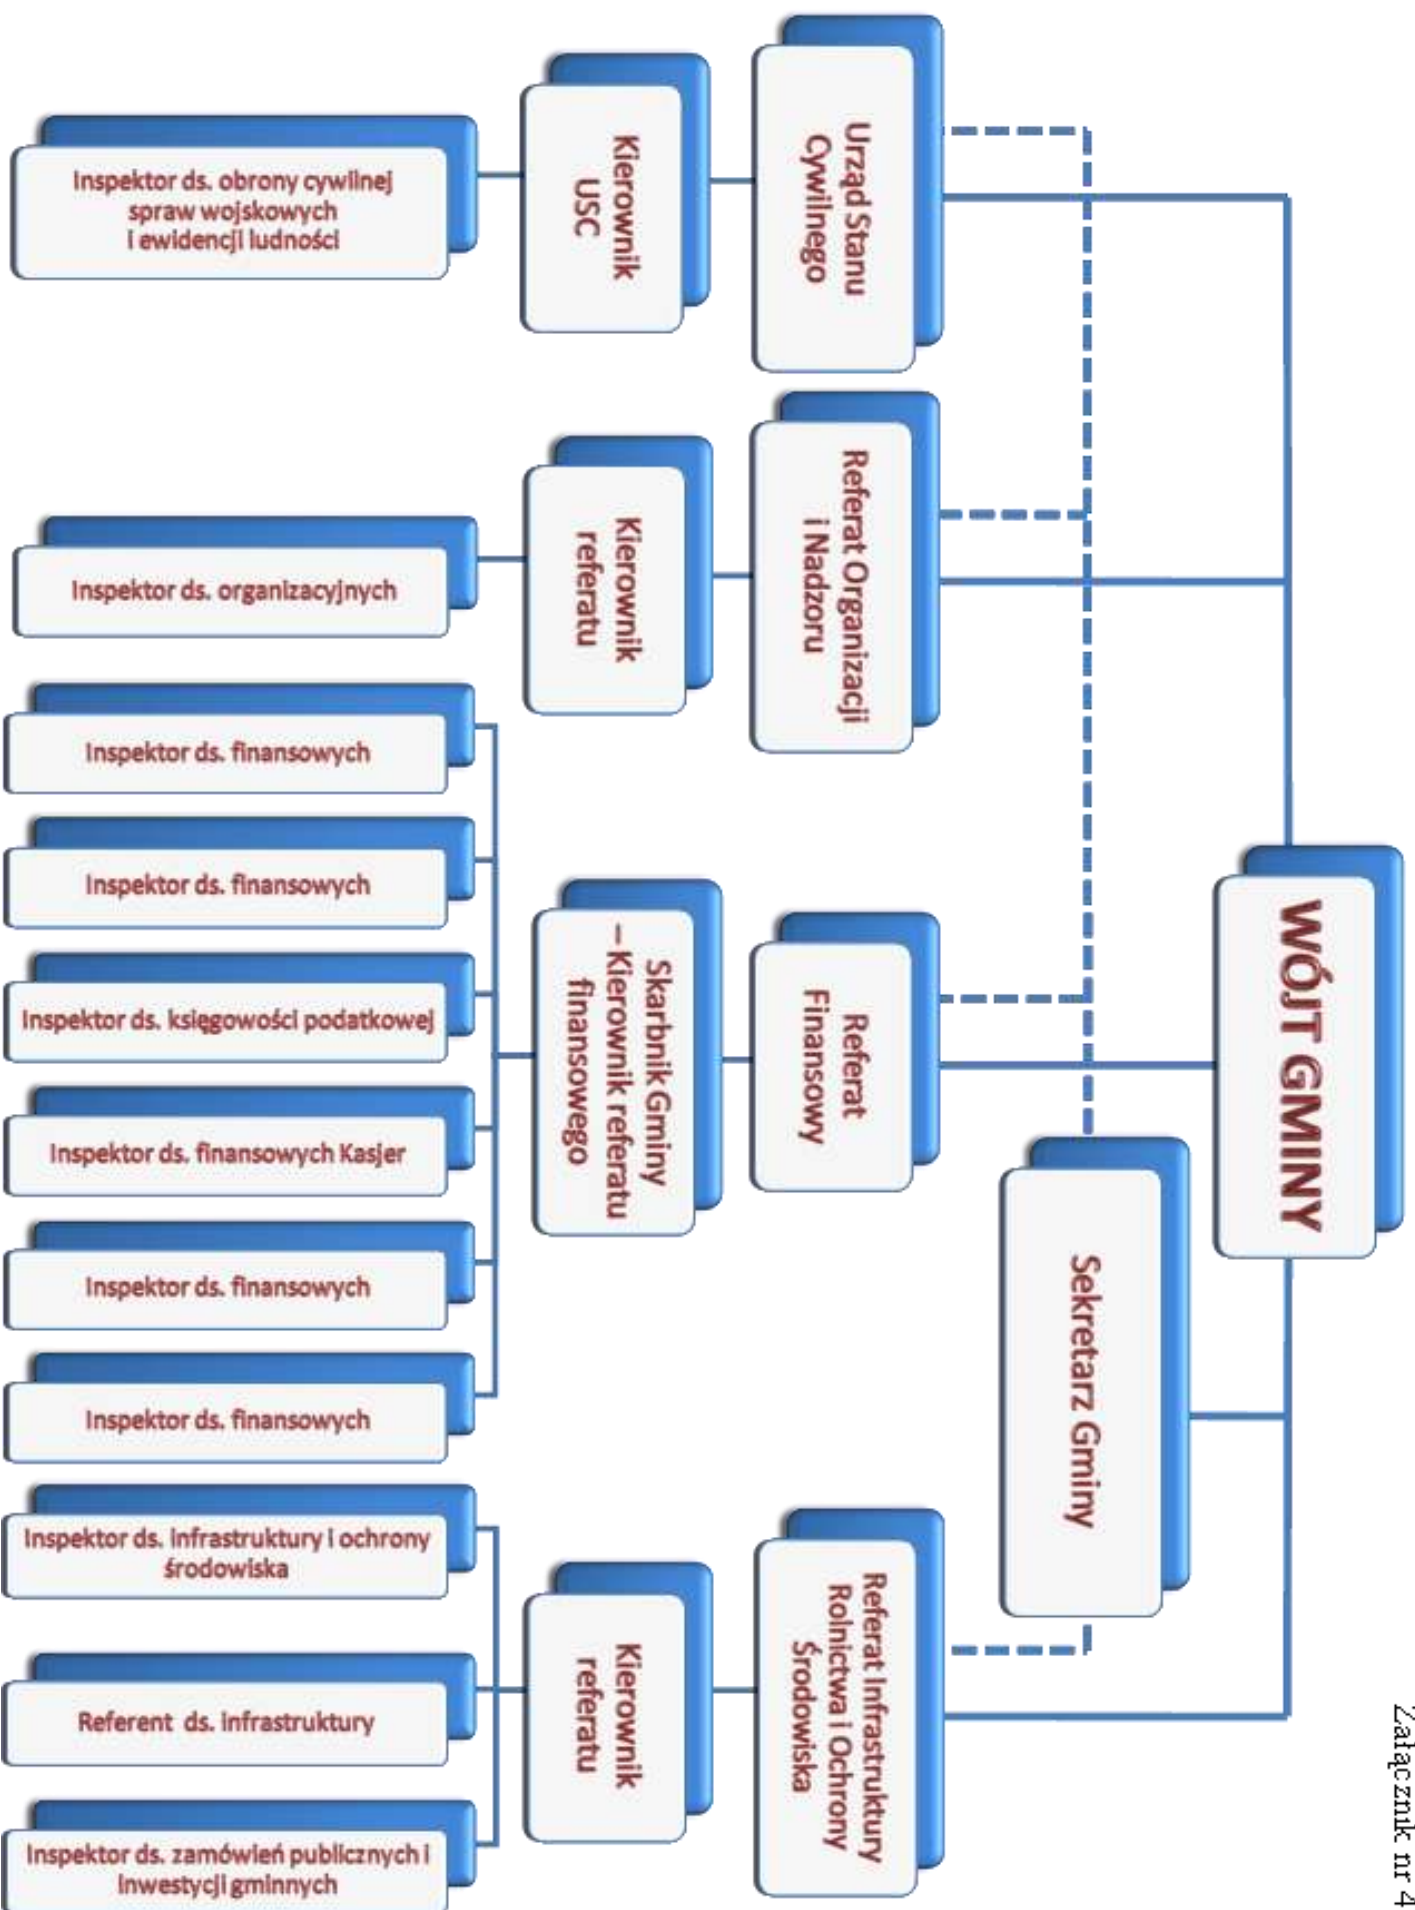 Załącznik nr 4
WÓJT GMINY
Sekretarz Gminy
Urząd Stanu
Cywilnego
Referat Organizacji
i Nadzoru
Referat
Finansowy
Referat Infrastruktury
Rolnictwa i Ochrony
Środowiska
Kierownik
USC
Kierownik
referatu
Skarbnik Gminy
– Kierownik referatu
finansowego
Kierownik
referatu
Inspektor ds. obrony cywilnej
spraw wojskowych
i ewidencji ludności
Inspektor ds. organizacyjnych
Inspektor ds. finansowych
Inspektor ds. finansowych
Inspektor ds. księgowości podatkowej
Inspektor ds. finansowych Kasjer
Inspektor ds. finansowych
Inspektor ds. finansowych
Inspektor ds. infrastruktury i ochrony
środowiska
Referent ds. infrastruktury
Inspektor ds. zamówień publicznych i
inwestycji gminnych